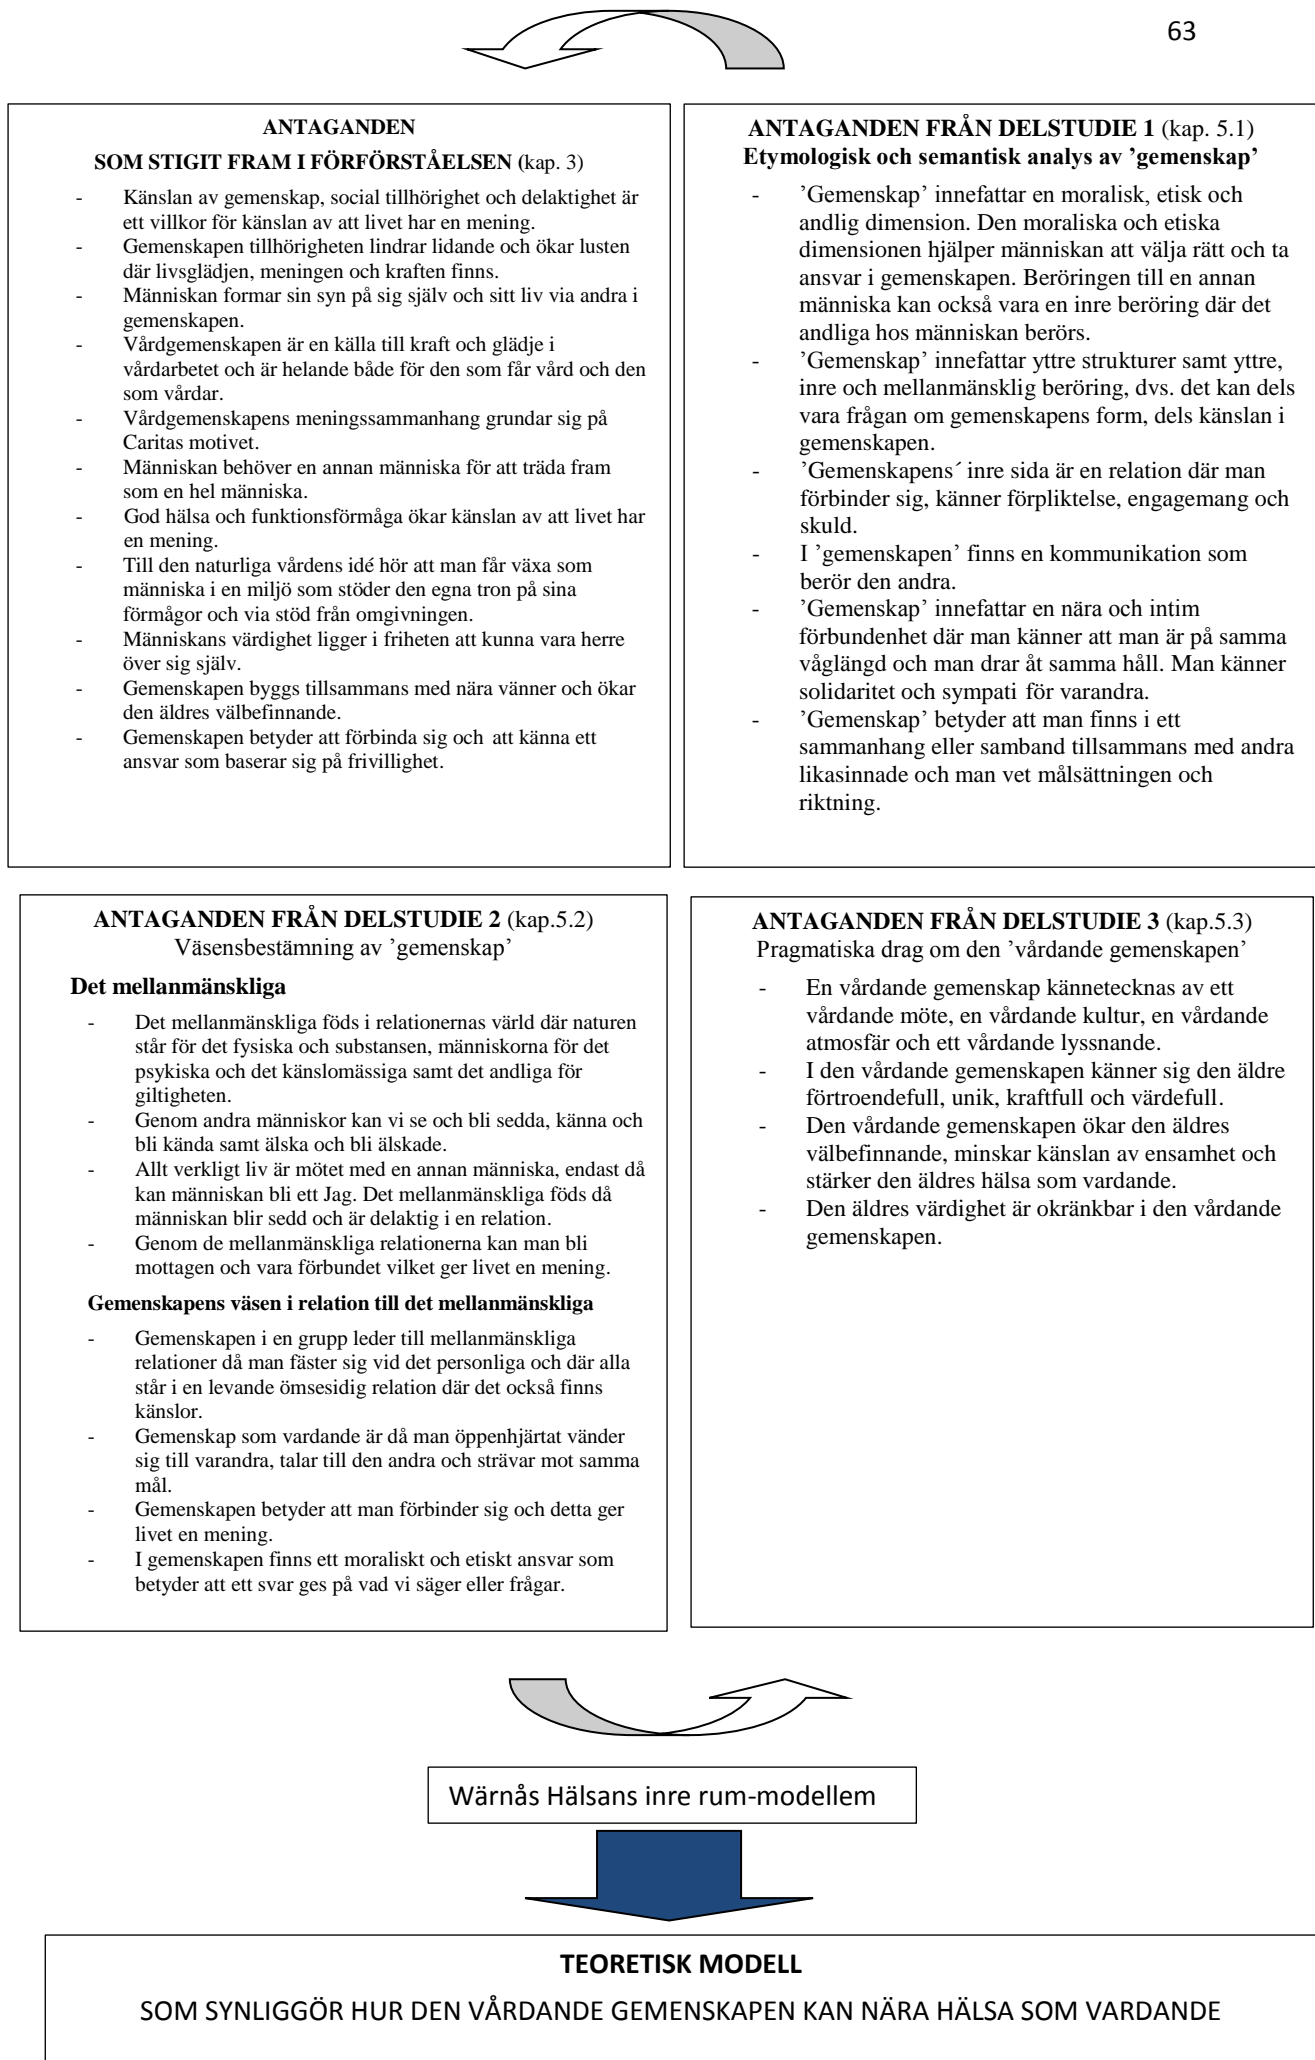 63
ANTAGANDEN
SOM STIGIT FRAM I FÖRFÖRSTÅELSEN (kap. 3)
- Känslan av gemenskap, social tillhörighet och delaktighet är
ett villkor för känslan av att livet har en mening.
- Gemenskapen tillhörigheten lindrar lidande och ökar lusten
där livsglädjen, meningen och kraften finns.
- Människan formar sin syn på sig själv och sitt liv via andra i
gemenskapen.
- Vårdgemenskapen är en källa till kraft och glädje i
vårdarbetet och är helande både för den som får vård och den
som vårdar.
- Vårdgemenskapens meningssammanhang grundar sig på
Caritas motivet.
- Människan behöver en annan människa för att träda fram
som en hel människa.
- God hälsa och funktionsförmåga ökar känslan av att livet har
en mening.
- Till den naturliga vårdens idé hör att man får växa som
människa i en miljö som stöder den egna tron på sina
förmågor och via stöd från omgivningen.
- Människans värdighet ligger i friheten att kunna vara herre
över sig själv.
- Gemenskapen byggs tillsammans med nära vänner och ökar
den äldres välbefinnande.
- Gemenskapen betyder att förbinda sig och att känna ett
ansvar som baserar sig på frivillighet.
ANTAGANDEN FRÅN DELSTUDIE 1 (kap. 5.1)
Etymologisk och semantisk analys av ’gemenskap’
- ’Gemenskap’ innefattar en moralisk, etisk och
andlig dimension. Den moraliska och etiska
dimensionen hjälper människan att välja rätt och ta
ansvar i gemenskapen. Beröringen till en annan
människa kan också vara en inre beröring där det
andliga hos människan berörs.
- ’Gemenskap’ innefattar yttre strukturer samt yttre,
inre och mellanmänsklig beröring, dvs. det kan dels
vara frågan om gemenskapens form, dels känslan i
gemenskapen.
- ’Gemenskapens´ inre sida är en relation där man
förbinder sig, känner förpliktelse, engagemang och
skuld.
- I ’gemenskapen’ finns en kommunikation som
berör den andra.
- ’Gemenskap’ innefattar en nära och intim
förbundenhet där man känner att man är på samma
våglängd och man drar åt samma håll. Man känner
solidaritet och sympati för varandra.
- ’Gemenskap’ betyder att man finns i ett
sammanhang eller samband tillsammans med andra
likasinnade och man vet målsättningen och
riktning.
ANTAGANDEN FRÅN DELSTUDIE 2 (kap.5.2)
Väsensbestämning av ’gemenskap’
Det mellanmänskliga
- Det mellanmänskliga föds i relationernas värld där naturen
står för det fysiska och substansen, människorna för det
psykiska och det känslomässiga samt det andliga för
giltigheten.
- Genom andra människor kan vi se och bli sedda, känna och
bli kända samt älska och bli älskade.
- Allt verkligt liv är mötet med en annan människa, endast då
kan människan bli ett Jag. Det mellanmänskliga föds då
människan blir sedd och är delaktig i en relation.
- Genom de mellanmänskliga relationerna kan man bli
mottagen och vara förbundet vilket ger livet en mening.
Gemenskapens väsen i relation till det mellanmänskliga
- Gemenskapen i en grupp leder till mellanmänskliga
relationer då man fäster sig vid det personliga och där alla
står i en levande ömsesidig relation där det också finns
känslor.
- Gemenskap som vardande är då man öppenhjärtat vänder
sig till varandra, talar till den andra och strävar mot samma
mål.
- Gemenskapen betyder att man förbinder sig och detta ger
livet en mening.
- I gemenskapen finns ett moraliskt och etiskt ansvar som
betyder att ett svar ges på vad vi säger eller frågar.
ANTAGANDEN FRÅN DELSTUDIE 3 (kap.5.3)
Pragmatiska drag om den ’vårdande gemenskapen’
- En vårdande gemenskap kännetecknas av ett
vårdande möte, en vårdande kultur, en vårdande
atmosfär och ett vårdande lyssnande.
- I den vårdande gemenskapen känner sig den äldre
förtroendefull, unik, kraftfull och värdefull.
- Den vårdande gemenskapen ökar den äldres
välbefinnande, minskar känslan av ensamhet och
stärker den äldres hälsa som vardande.
- Den äldres värdighet är okränkbar i den vårdande
gemenskapen.
Wärnås Hälsans inre rum-modellem
TEORETISK MODELL
SOM SYNLIGGÖR HUR DEN VÅRDANDE GEMENSKAPEN KAN NÄRA HÄLSA SOM VARDANDE